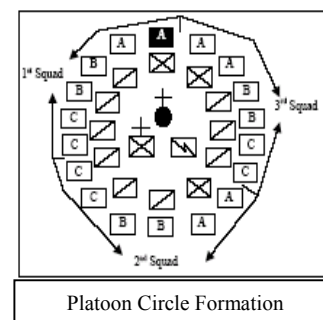 A A A
B A
1st Squad
B B
3rd Squad
C C
C C
C C
C A
B B A
2nd Squad
Platoon Circle Formation